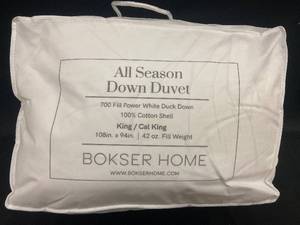 All Season
Down Duvet
700 Fill Power White Duck Down
100% Cotton Shell
King / Cal King
108in. x 94in. | 42 oz. Fill Weight
BOKSER HOME
WWW.BOKSERHOME.COM